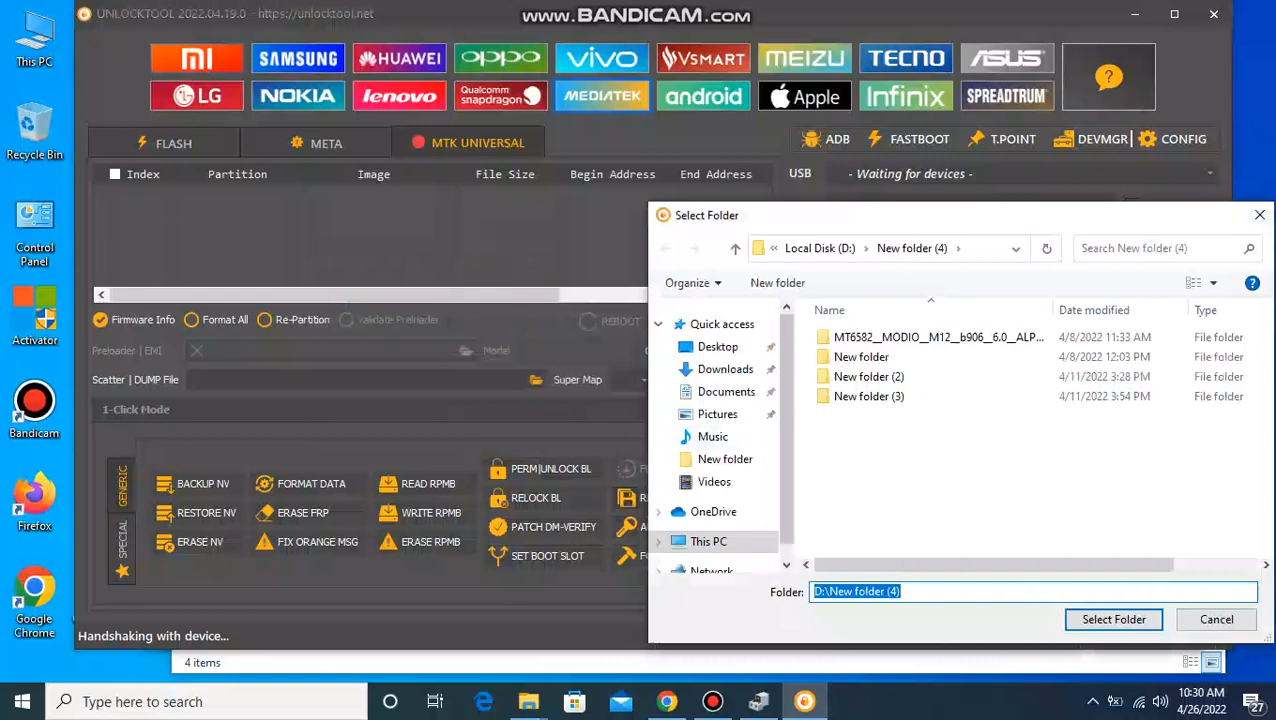 This PC
Recycle Bin
Control Panel
Activator
Bandicam
Firefox
Google Chrome
UNLOCKTOOL 2022.04.19.0 - https://unlocktool.net
www.BANDICAM.com
mi SAMSUNG HUAWEI oppo vivo VSMART MEIZU TECNO ASUS ?
LG NOKIA lenovo Qualcomm snapdragon MEDIATEK android Apple Infinix SPREADTRUM
FLASH META MTK UNIVERSAL ADB FASTBOOT T.POINT DEVMGR CONFIG
Index Partition Image File Size Begin Address End Address USB - Waiting for devices -
Firmware Info Format All Re-Partition Validate Preloader REBOOT
Preloader | EMI Model
Scatter | DUMP File Super Map
1-Click Mode
GENERIC
SPECIAL
BACKUP NV FORMAT DATA READ RPMB PERM|UNLOCK BL
RESTORE NV ERASE FRP WRITE RPMB RELOCK BL
ERASE NV FIX ORANGE MSG ERASE RPMB PATCH DM-VERIFY
SET BOOT SLOT
Handshaking with device...
4 items
Select Folder
« Local Disk (D:) › New folder (4) ›
Search New folder (4)
Organize New folder
Quick access
Desktop
Downloads
Documents
Pictures
Music
New folder
Videos
OneDrive
This PC
Network
Name Date modified Type
MT6582__MODIO__M12__b906__6.0__ALP... 4/8/2022 11:33 AM File folder
New folder 4/8/2022 12:03 PM File folder
New folder (2) 4/11/2022 3:28 PM File folder
New folder (3) 4/11/2022 3:54 PM File folder
Folder: D:\New folder (4)
Select Folder Cancel
Type here to search
10:30 AM
4/26/2022
27